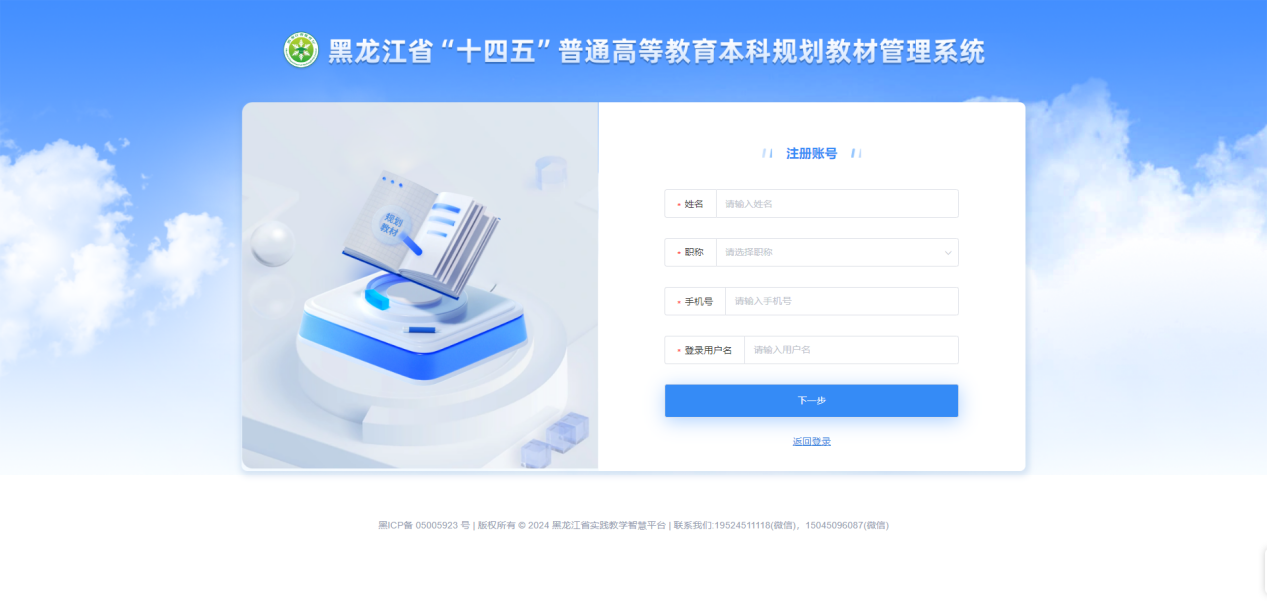 黑龙江省“十四五”普通高等教育本科规划教材管理系统
规划
教材
注册账号
* 姓名 请输入姓名
* 职称 请选择职称
* 手机号 请输入手机号
* 登录用户名 请输入用户名
下一步
返回登录
黑ICP备 05005923 号 | 版权所有 © 2024 黑龙江省实践教学智慧平台 | 联系我们:19524511118(微信)，15045096087(微信)